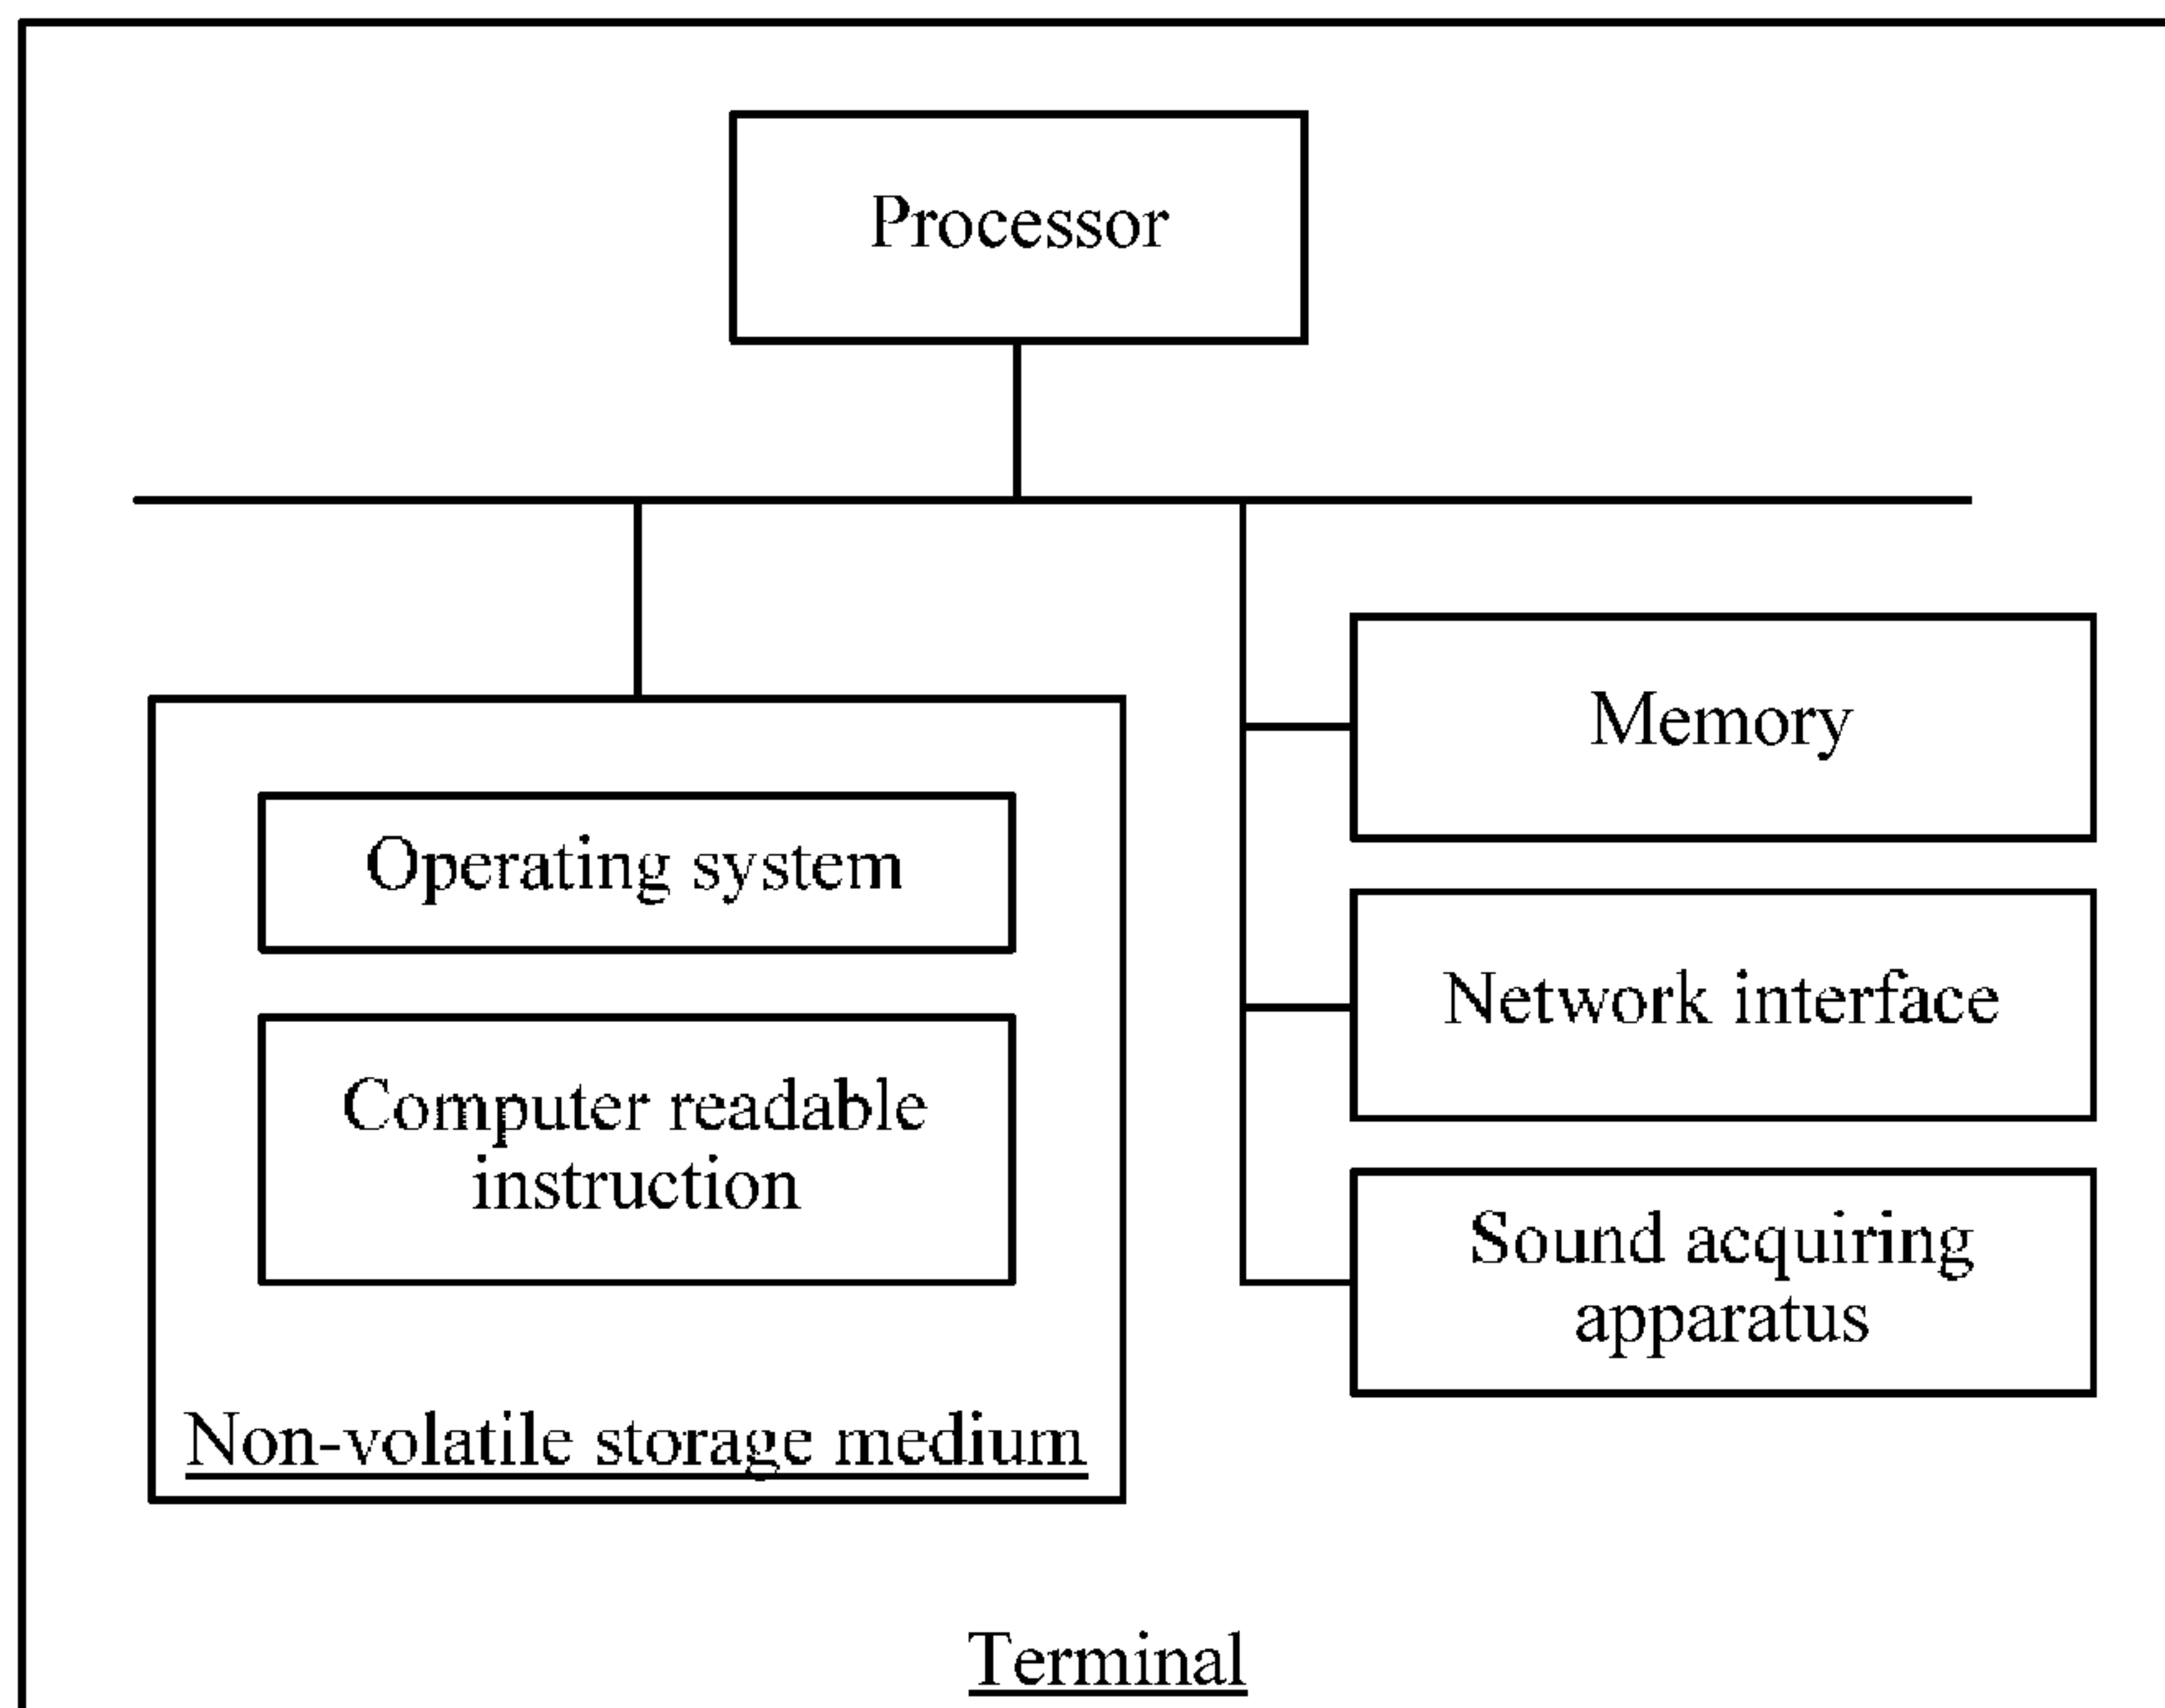 Processor
Memory
Operating system
Network interface
Computer readable
instruction
Sound acquiring
apparatus
Non-volatile storage medium
Terminal